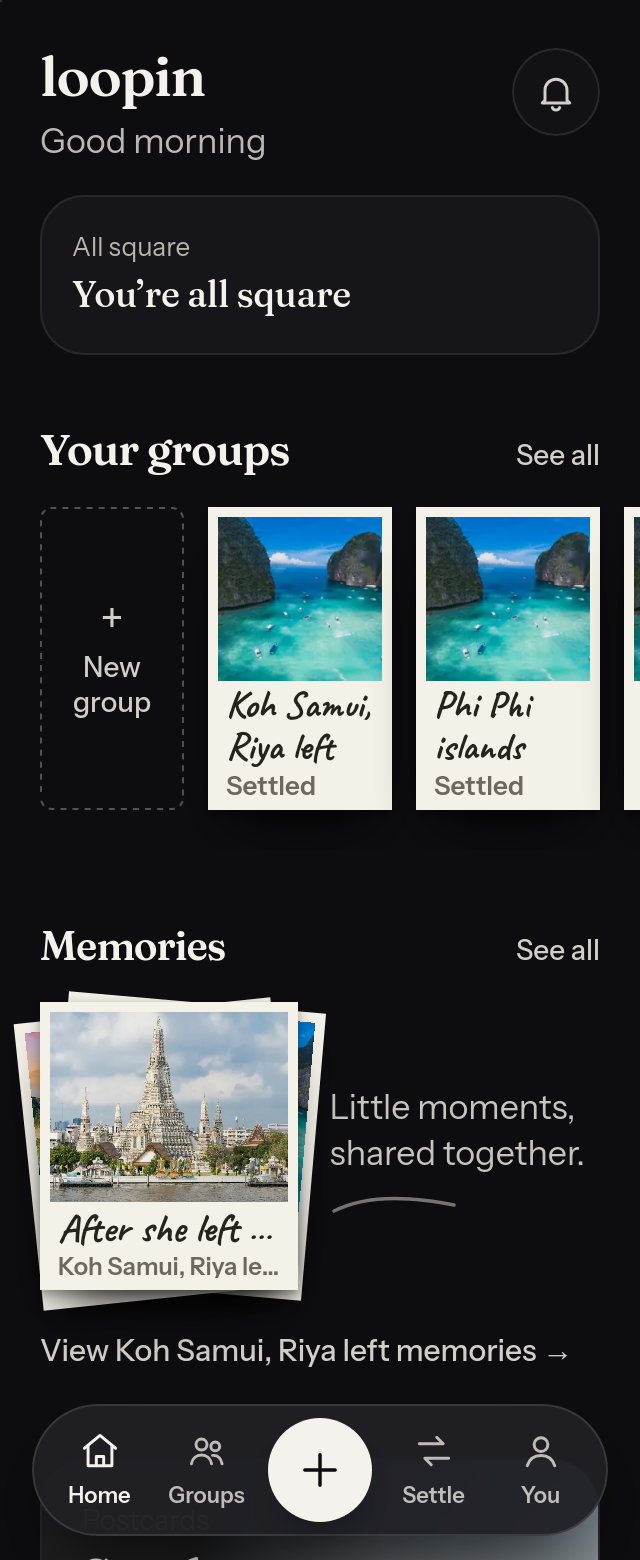 loopin
Good morning
All square
You’re all square
Your groups
See all
+
New
group
Koh Samui,
Riya left
Settled
Phi Phi
islands
Settled
Memories
See all
After she left ...
Koh Samui, Riya le...
Little moments,
shared together.
View Koh Samui, Riya left memories →
Home
Groups
Settle
You
Postcards